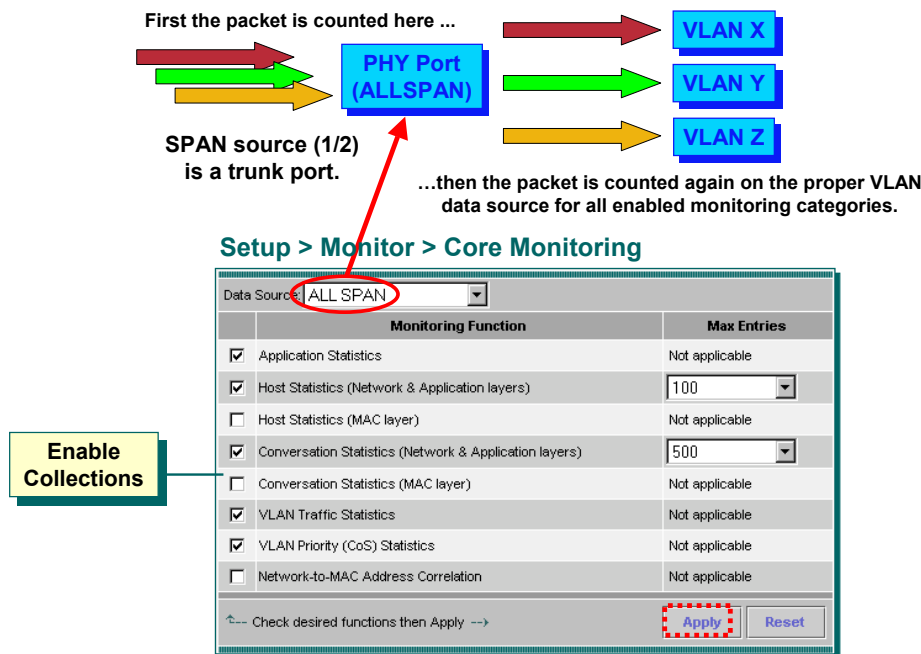 First the packet is counted here ...
PHY Port
(ALLSPAN)
VLAN X
VLAN Y
VLAN Z
SPAN source (1/2)
is a trunk port.
…then the packet is counted again on the proper VLAN
data source for all enabled monitoring categories.
Setup > Monitor > Core Monitoring
Data Source: ALL SPAN
Monitoring Function Max Entries
Application Statistics Not applicable
Host Statistics (Network & Application layers) 100
Host Statistics (MAC layer) Not applicable
Conversation Statistics (Network & Application layers) 500
Conversation Statistics (MAC layer) Not applicable
VLAN Traffic Statistics Not applicable
VLAN Priority (CoS) Statistics Not applicable
Network-to-MAC Address Correlation Not applicable
Check desired functions then Apply --> Apply Reset
Enable
Collections